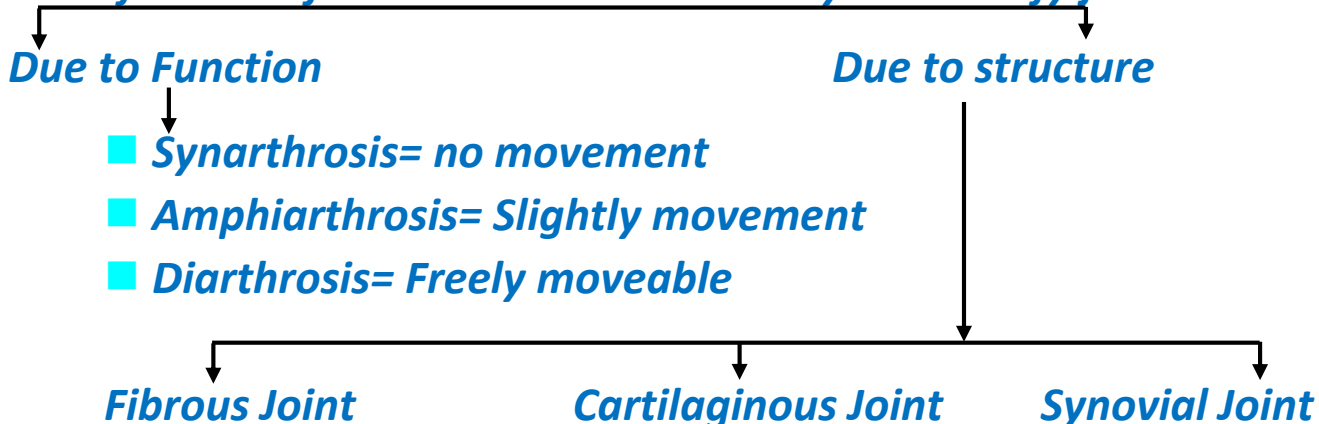 Due to Function Due to structure
Synarthrosis= no movement
Amphiarthrosis= Slightly movement
Diarthrosis= Freely moveable
Fibrous Joint Cartilaginous Joint Synovial Joint